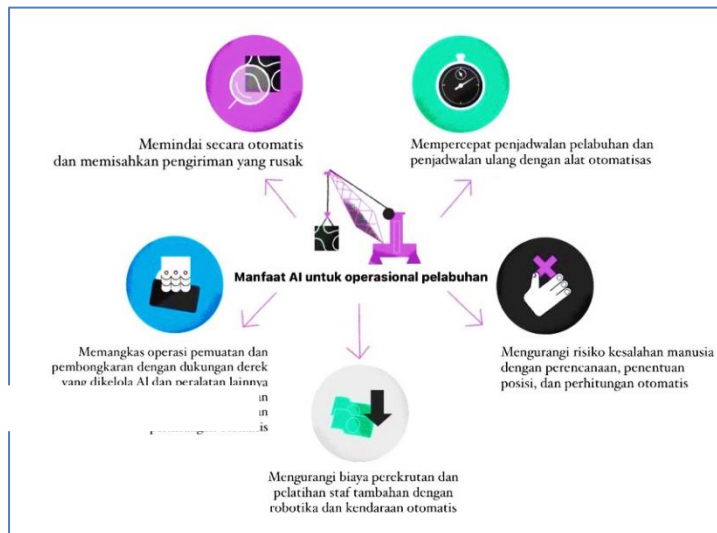 Memindai secara otomatis
dan memisahkan pengiriman yang rusak
Mempercepat penjadwalan pelabuhan dan
penjadwalan ulang dengan alat otomatisas
Manfaat AI untuk operasional pelabuhan
Memangkas operasi pemuatan dan
pembongkaran dengan dukungan derek
yang dikelola AI dan peralatan lainnya
Mengurangi risiko kesalahan manusia
dengan perencanaan, penentuan
posisi, dan perhitungan otomatis
Mengurangi biaya perekrutan dan
pelatihan staf tambahan dengan
robotika dan kendaraan otomatis